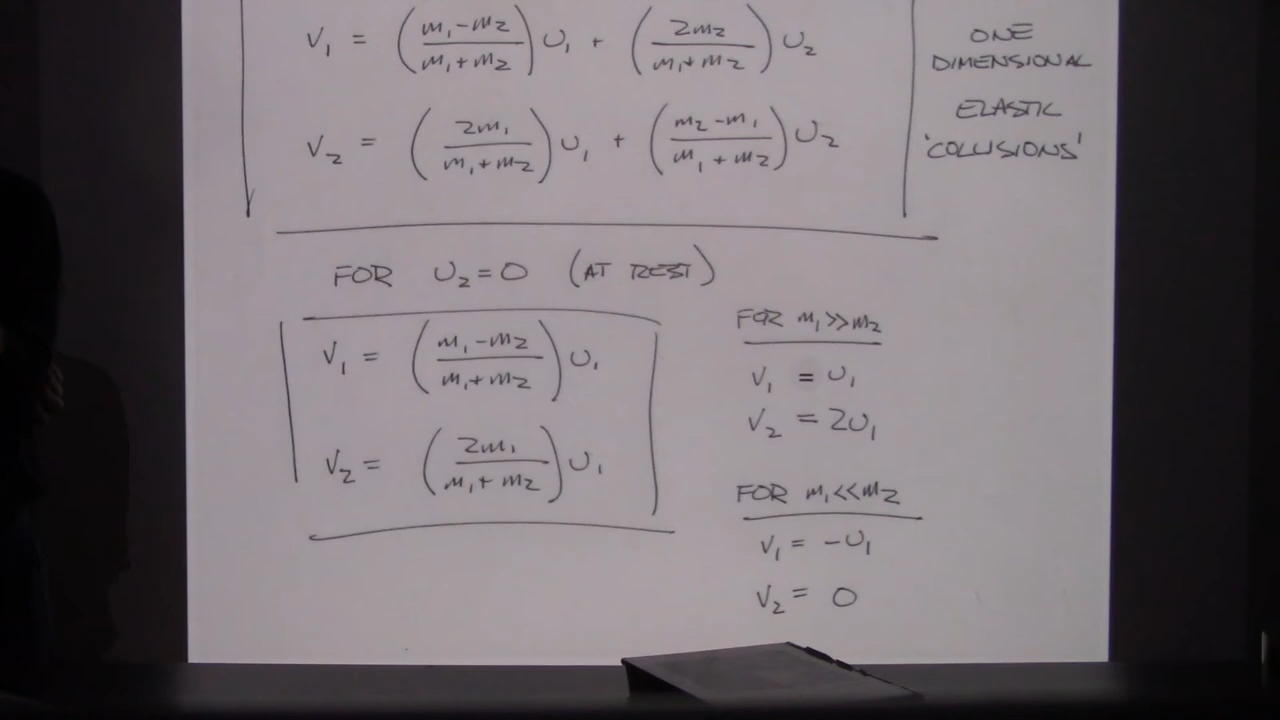 V₁ = ((m₁-m₂)/(m₁+m₂)) U₁ + (2m₂/(m₁+m₂)) U₂
V₂ = (2m₁/(m₁+m₂)) U₁ + ((m₂-m₁)/(m₁+m₂)) U₂
ONE
DIMENSIONAL
ELASTIC
'COLLISIONS'
FOR U₂=0 (AT REST)
V₁ = ((m₁-m₂)/(m₁+m₂)) U₁
V₂ = (2m₁/(m₁+m₂)) U₁
FOR m₁>>m₂
V₁ = U₁
V₂ = 2U₁
FOR m₁<<m₂
V₁ = -U₁
V₂ = 0